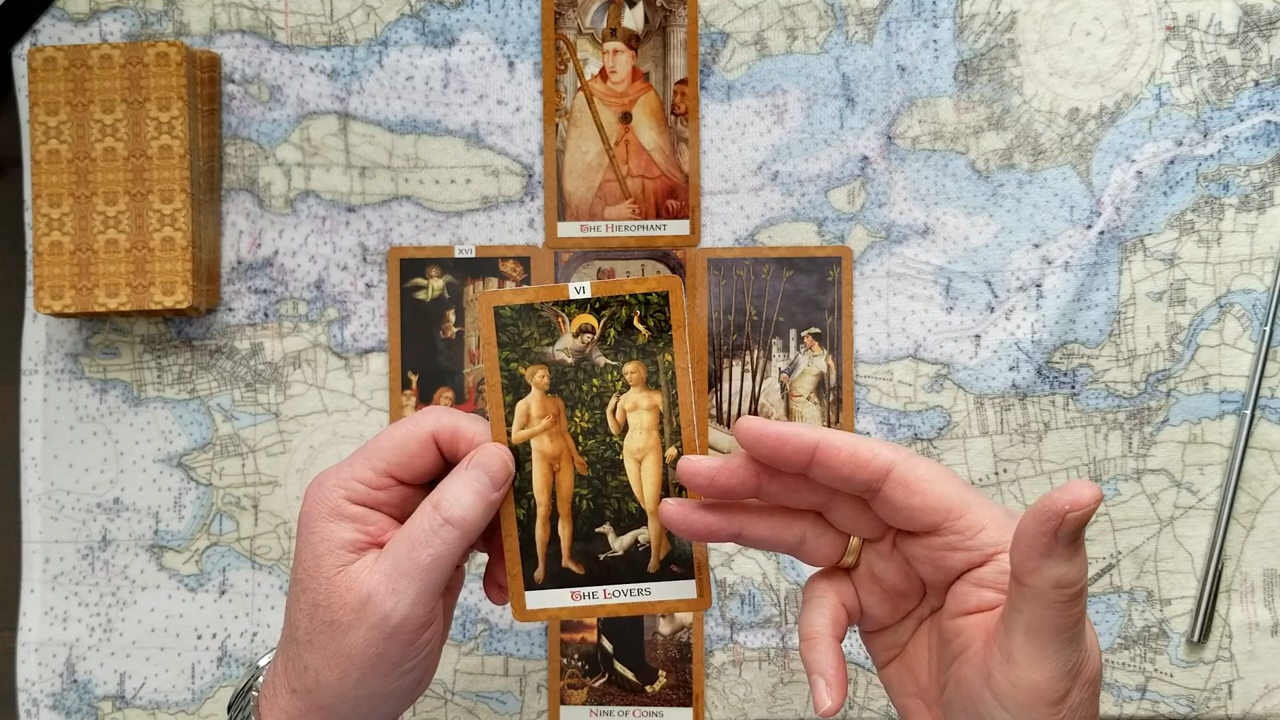 THE HIEROPHANT
XVI
VI
THE LOVERS
NINE OF COINS